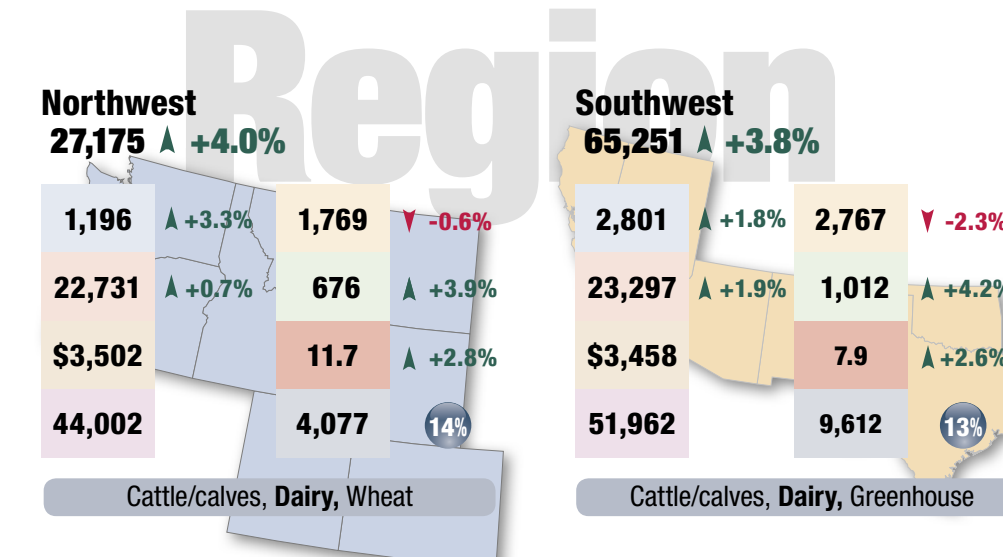 Region
Northwest
27,175 +4.0%
1,196 +3.3% 1,769 -0.6%
22,731 +0.7% 676 +3.9%
$3,502 11.7 +2.8%
44,002 4,077 14%
Cattle/calves, Dairy, Wheat
Southwest
65,251 +3.8%
2,801 +1.8% 2,767 -2.3%
23,297 +1.9% 1,012 +4.2%
$3,458 7.9 +2.6%
51,962 9,612 13%
Cattle/calves, Dairy, Greenhouse